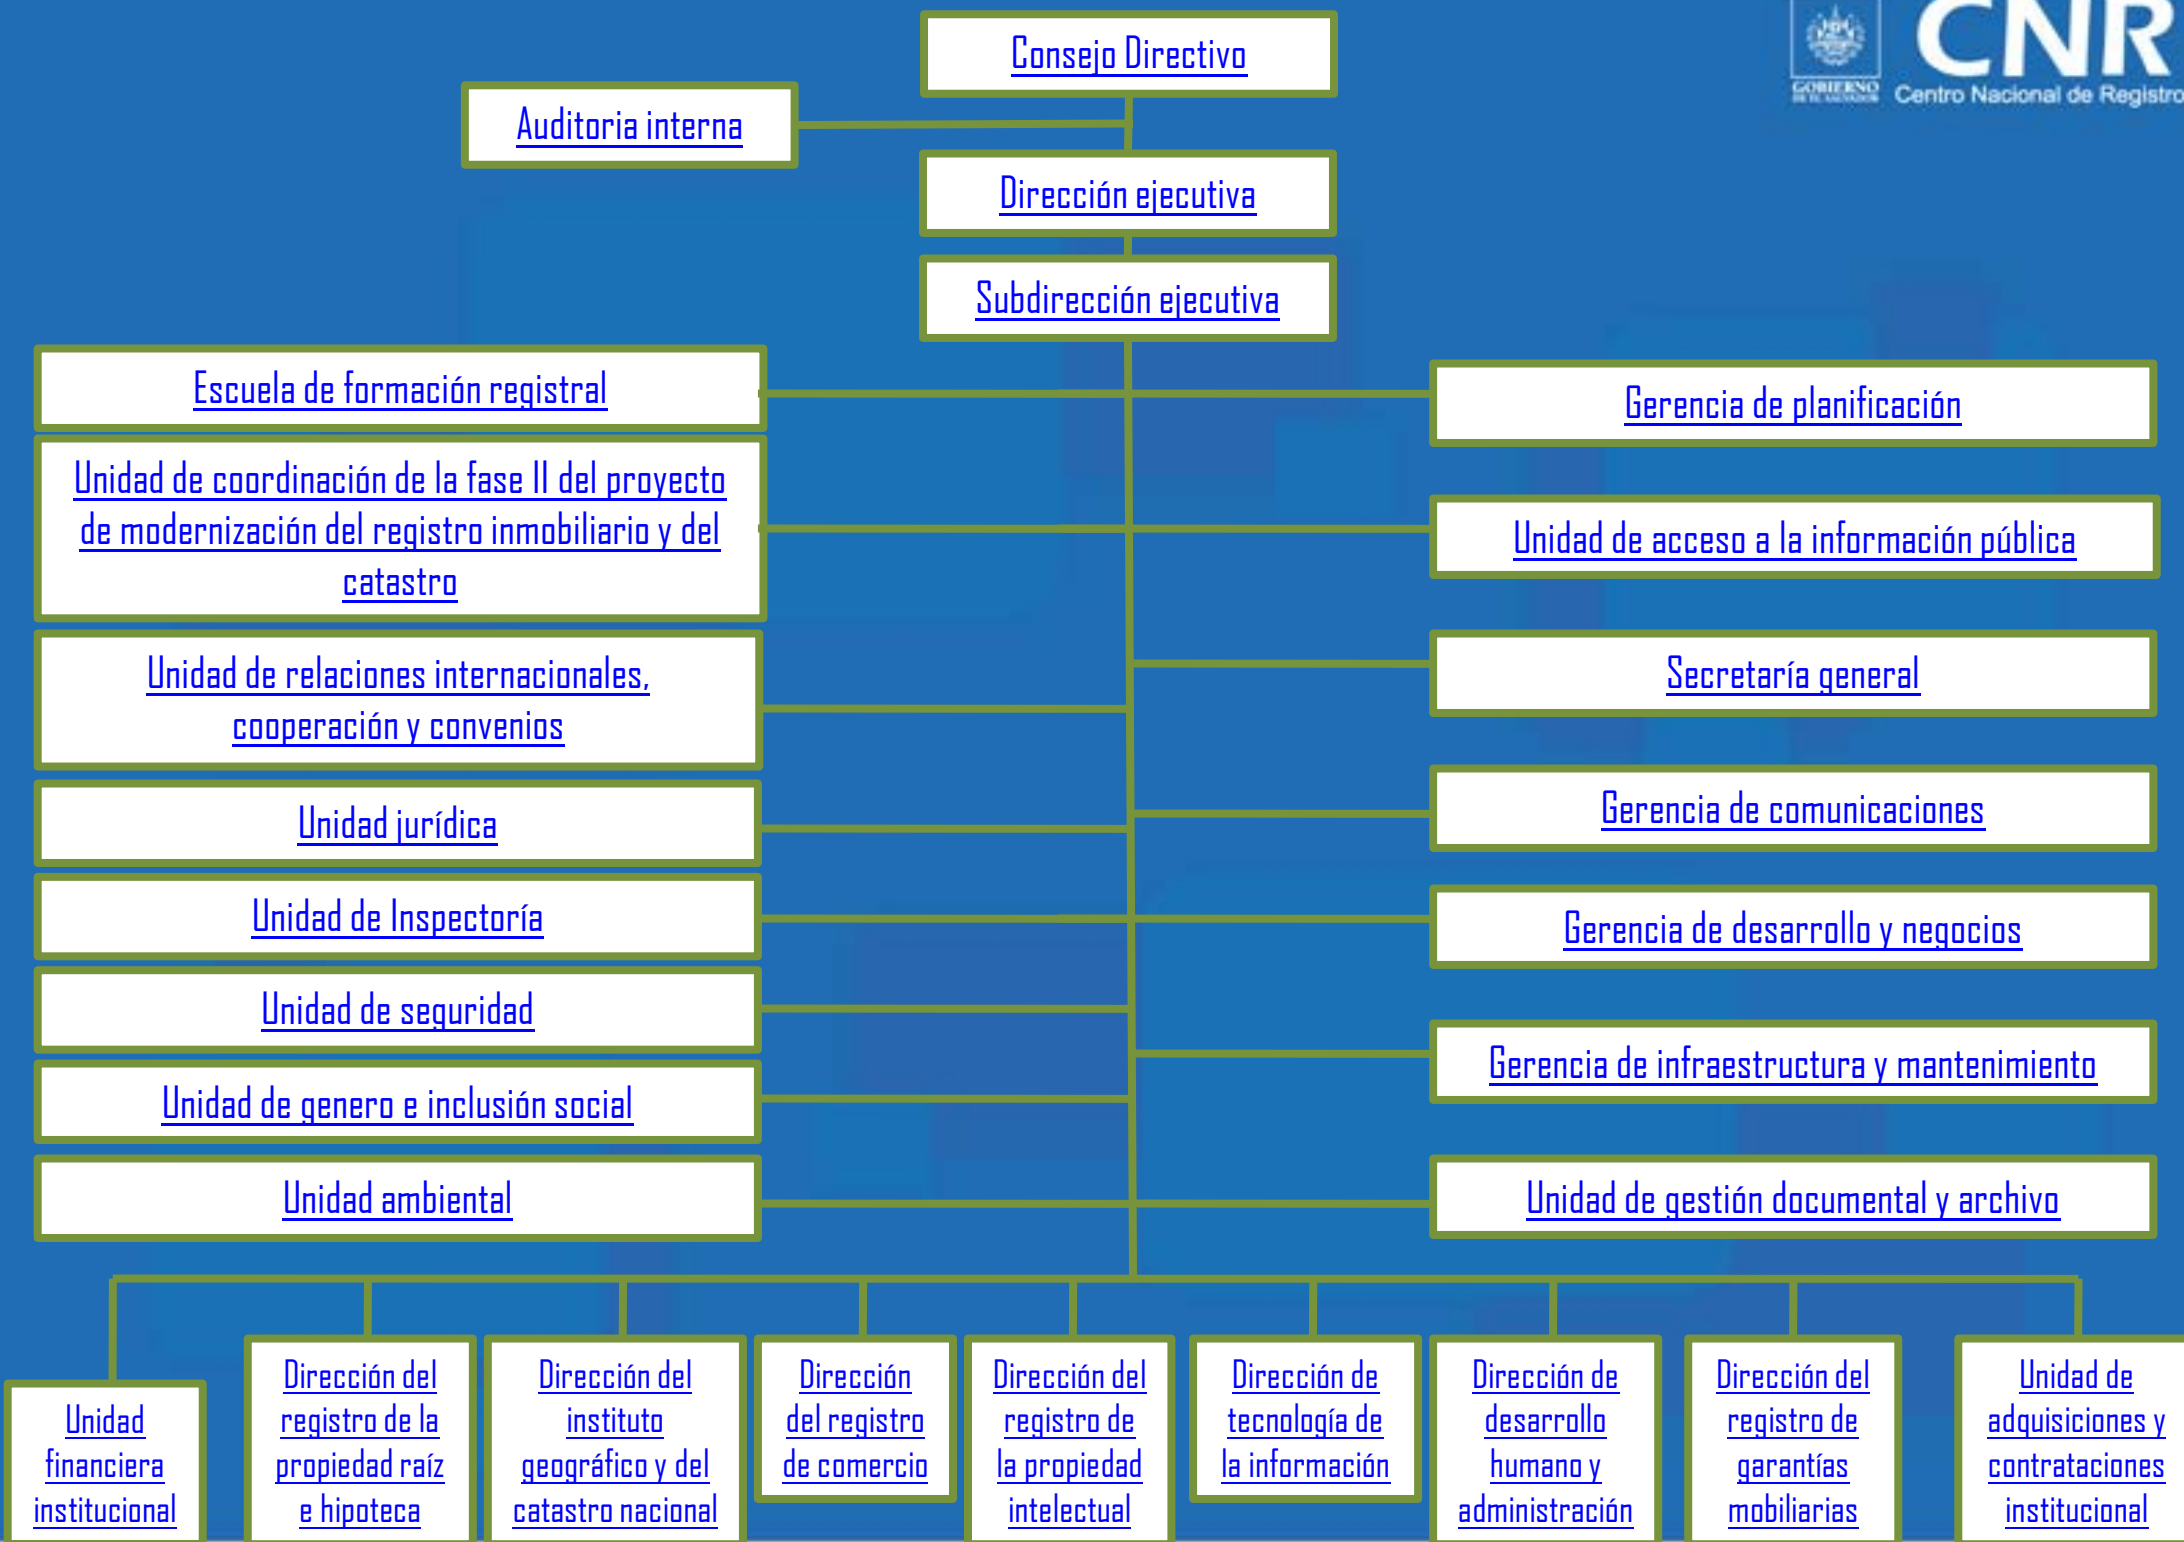 CNR
GOBIERNO
DE EL SALVADOR
Centro Nacional de Registro
Consejo Directivo
Auditoria interna
Dirección ejecutiva
Subdirección ejecutiva
Escuela de formación registral
Unidad de coordinación de la fase II del proyecto
de modernización del registro inmobiliario y del
catastro
Unidad de relaciones internacionales,
cooperación y convenios
Unidad jurídica
Unidad de Inspectoría
Unidad de seguridad
Unidad de genero e inclusión social
Unidad ambiental
Gerencia de planificación
Unidad de acceso a la información pública
Secretaría general
Gerencia de comunicaciones
Gerencia de desarrollo y negocios
Gerencia de infraestructura y mantenimiento
Unidad de gestión documental y archivo
Unidad
financiera
institucional
Dirección del
registro de la
propiedad raíz
e hipoteca
Dirección del
instituto
geográfico y del
catastro nacional
Dirección
del registro
de comercio
Dirección del
registro de
la propiedad
intelectual
Dirección de
tecnología de
la información
Dirección de
desarrollo
humano y
administración
Dirección del
registro de
garantías
mobiliarias
Unidad de
adquisiciones y
contrataciones
institucional